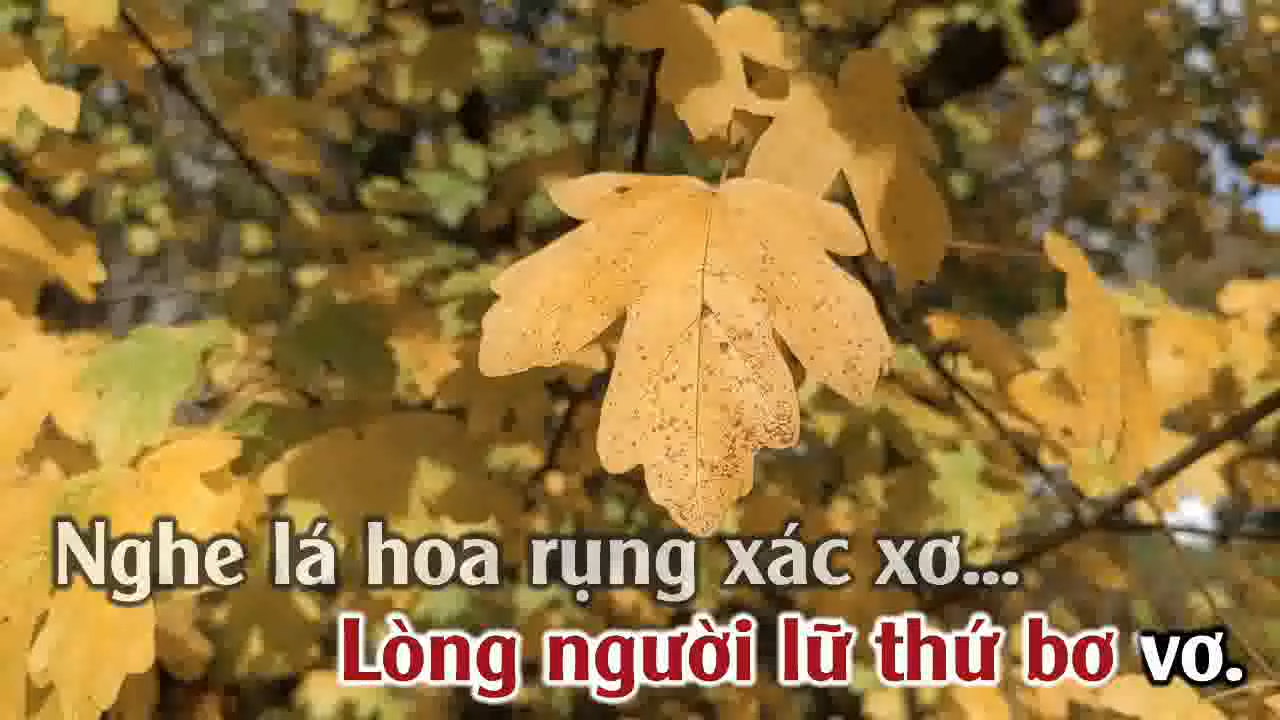 Nghe lá hoa rụng xác xơ...
Lòng người lữ thứ bơ vơ.